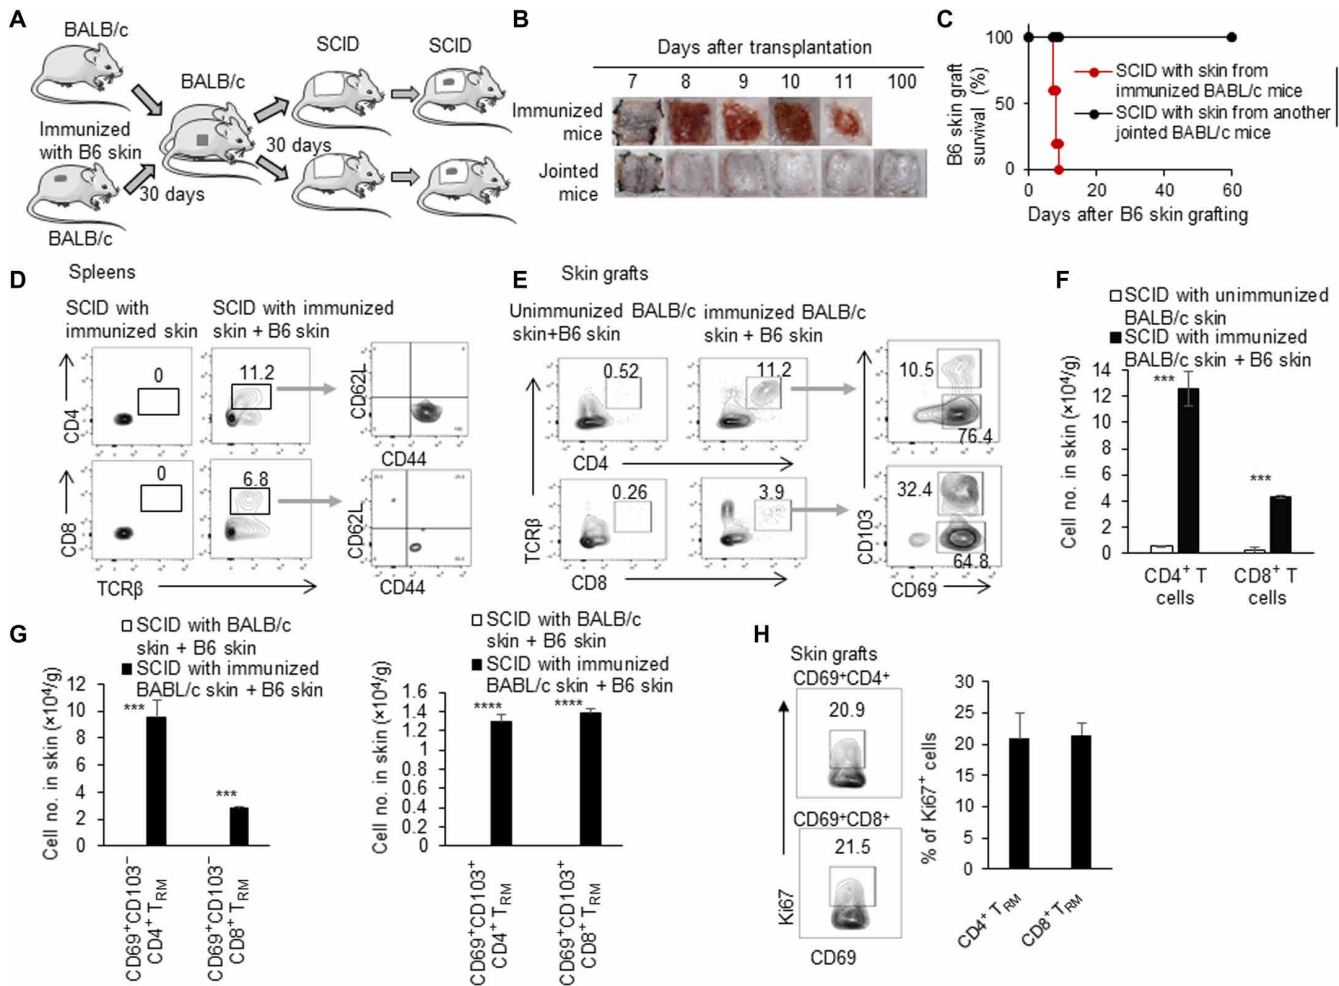 A
BALB/c
Immunized
with B6 skin
BALB/c
30 days
BALB/c
30 days
SCID
SCID
B
Days after transplantation
7 8 9 10 11 100
Immunized
mice
Jointed
mice
C
B6 skin graft
survival (%)
100
50
0
0 20 40 60
Days after B6 skin grafting
SCID with skin from
immunized BABL/c mice
SCID with skin from another
jointed BABL/c mice
D
Spleens
SCID with
immunized skin
SCID with immunized
skin + B6 skin
CD4
0
11.2
CD62L
CD44
CD8
0
6.8
CD62L
CD44
TCRβ
E
Skin grafts
Unimmunized BALB/c
skin+B6 skin
immunized BALB/c
skin + B6 skin
0.52
11.2
10.5
76.4
CD4
TCRβ
0.26
3.9
32.4
64.8
CD8
CD103
CD69
F
SCID with unimmunized
BALB/c skin
SCID with immunized
BALB/c skin + B6 skin
Cell no. in skin (×10⁴/g)
14
12
10
8
6
4
2
0
***
***
CD4⁺ T
cells
CD8⁺ T
cells
G
SCID with BALB/c
skin + B6 skin
SCID with immunized
BABL/c skin + B6 skin
Cell no. in skin (×10⁴/g)
12
10
8
6
4
2
0
***
***
CD69⁺CD103⁻
CD4⁺ TRM
CD69⁺CD103⁻
CD8⁺ TRM
SCID with BALB/c
skin + B6 skin
SCID with immunized
BABL/c skin + B6 skin
Cell no. in skin (×10⁴/g)
1.6
1.4
1.2
1
0.8
0.6
0.4
0.2
0
****
****
CD69⁺CD103⁺
CD4⁺ TRM
CD69⁺CD103⁺
CD8⁺ TRM
H
Skin grafts
CD69+CD4+
20.9
CD69+CD8+
21.5
Ki67
CD69
% of Ki67⁺ cells
30
25
20
15
10
5
0
CD4⁺ TRM
CD8⁺ TRM